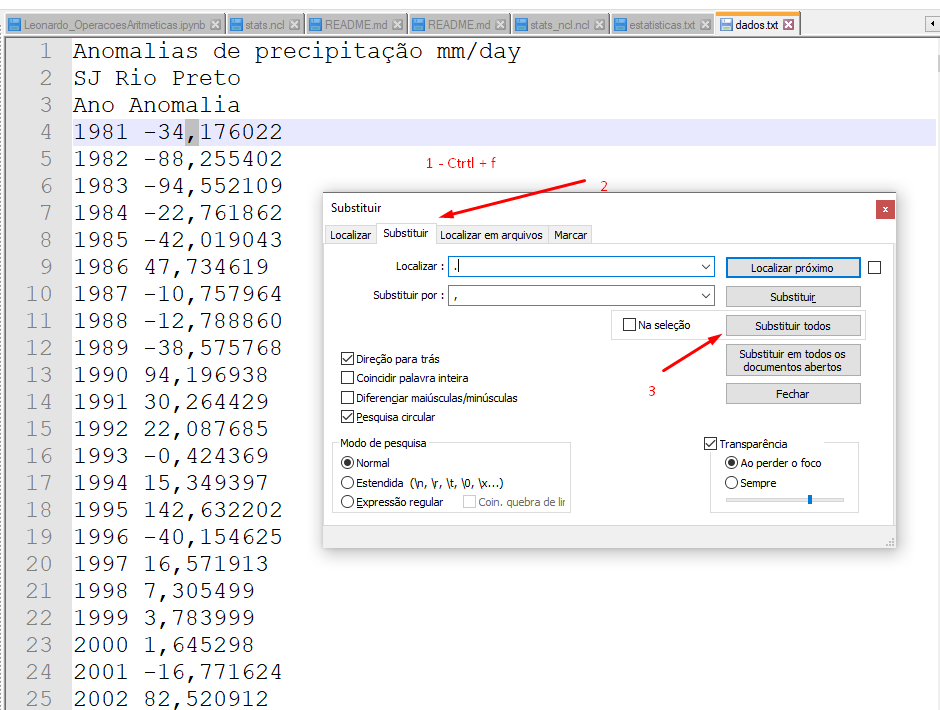 Leonardo_OperacoesAritmeticas.ipynb stats.ncl README.md README.md stats_ncl.ncl estatisticas.txt dados.txt
1 Anomalias de precipitação mm/day
2 SJ Rio Preto
3 Ano Anomalia
4 1981 -34,176022
5 1982 -88,255402
6 1983 -94,552109
7 1984 -22,761862
8 1985 -42,019043
9 1986 47,734619
10 1987 -10,757964
11 1988 -12,788860
12 1989 -38,575768
13 1990 94,196938
14 1991 30,264429
15 1992 22,087685
16 1993 -0,424369
17 1994 15,349397
18 1995 142,632202
19 1996 -40,154625
20 1997 16,571913
21 1998 7,305499
22 1999 3,783999
23 2000 1,645298
24 2001 -16,771624
25 2002 82,520912
1 - Ctrtl + f
2
Substituir
x
Localizar Substituir Localizar em arquivos Marcar
Localizar : . Localizar próximo
Substituir por : , Substituir
Na seleção Substituir todos
3
Substituir em todos os
documentos abertos
Fechar
Direção para trás
Coincidir palavra inteira
Diferenciar maiúsculas/minúsculas
Pesquisa circular
Modo de pesquisa
Normal
Estendida (\n, \r, \t, \0, \x...)
Expressão regular Coin. quebra de lir
Transparência
Ao perder o foco
Sempre